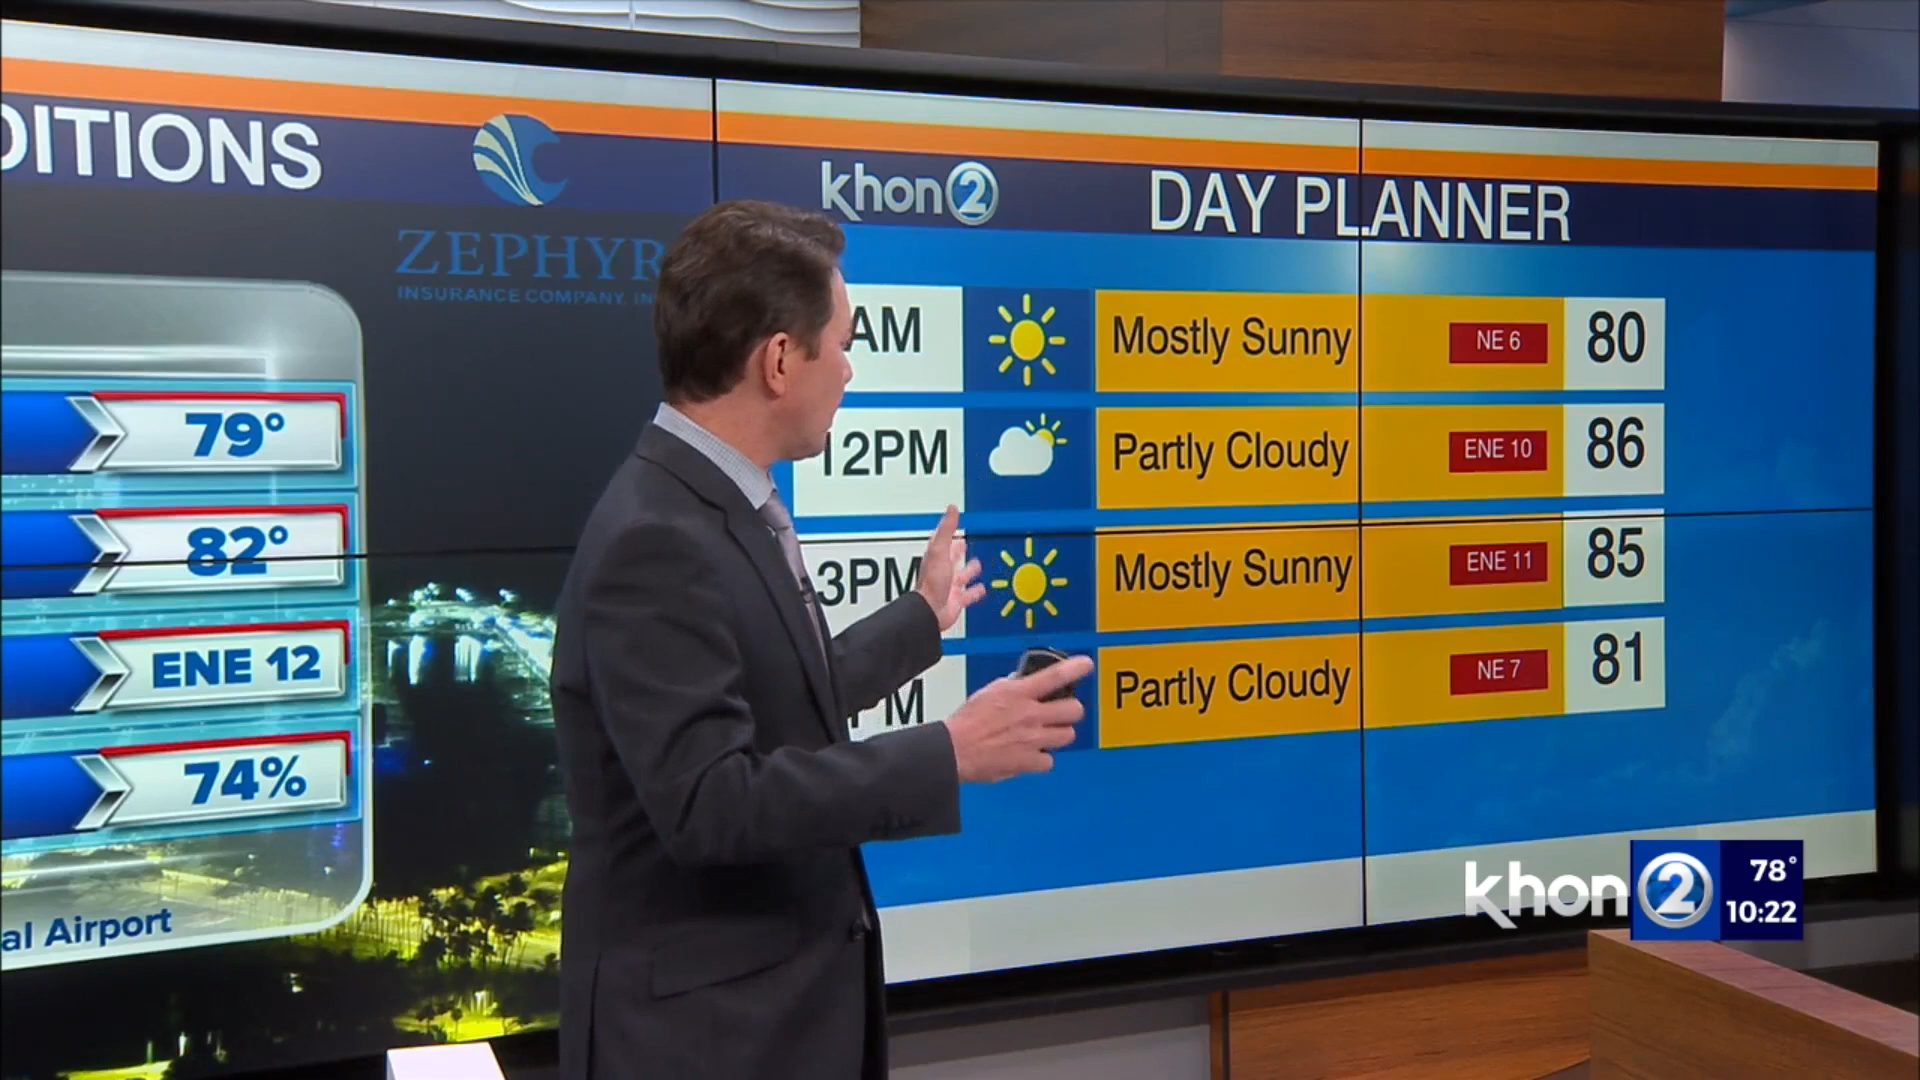 DITIONS
ZEPHYR
INSURANCE COMPANY, IN
79°
82°
ENE 12
74%
al Airport
khon2
DAY PLANNER
AM Mostly Sunny NE 6 80
12PM Partly Cloudy ENE 10 86
3PM Mostly Sunny ENE 11 85
PM Partly Cloudy NE 7 81
khon 2
78°
10:22